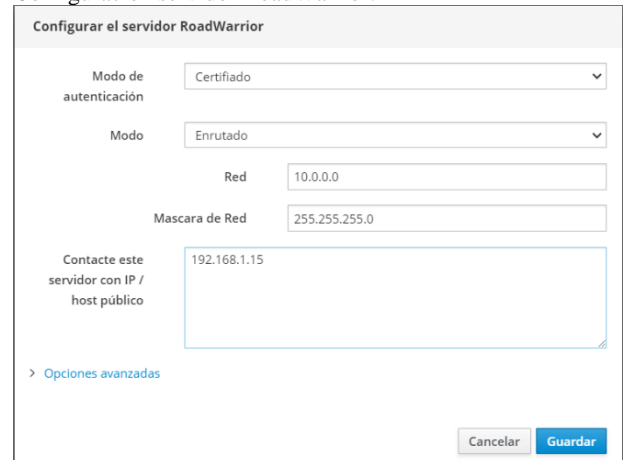 Configurar el servidor RoadWarrior
Modo de
autenticación
Certifiado
Modo
Enrutado
Red
10.0.0.0
Mascara de Red
255.255.255.0
Contacte este
servidor con IP /
host público
192.168.1.15
> Opciones avanzadas
Cancelar
Guardar